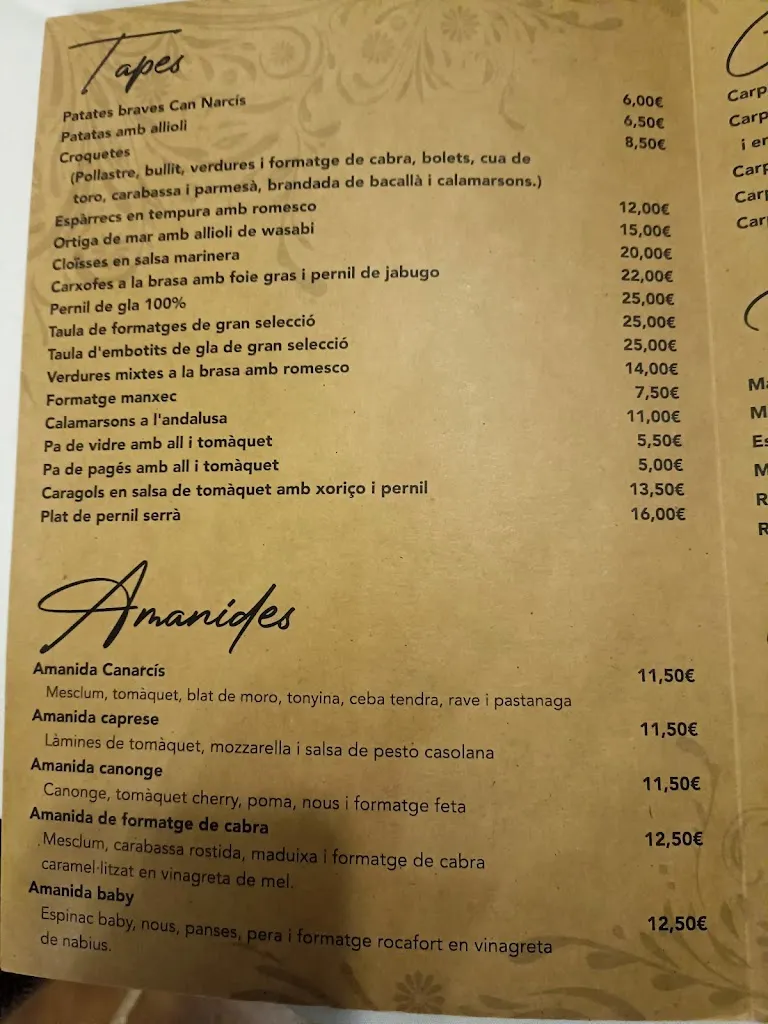 Tapes
Patates braves Can Narcís 6,00€
Patatas amb allioli 6,50€
Croquetes 8,50€
(Pollastre, bullit, verdures i formatge de cabra, bolets, cua de
toro, carabassa i parmesà, brandada de bacallà i calamarsons.)
Espàrrecs en tempura amb romesco 12,00€
Ortiga de mar amb allioli de wasabi 15,00€
Cloïsses en salsa marinera 20,00€
Carxofes a la brasa amb foie gras i pernil de jabugo 22,00€
Pernil de gla 100% 25,00€
Taula de formatges de gran selecció 25,00€
Taula d'embotits de gla de gran selecció 25,00€
Verdures mixtes a la brasa amb romesco 14,00€
Formatge manxec 7,50€
Calamarsons a l'andalusa 11,00€
Pa de vidre amb all i tomàquet 5,50€
Pa de pagés amb all i tomàquet 5,00€
Caragols en salsa de tomàquet amb xoriço i pernil 13,50€
Plat de pernil serrà 16,00€
Amanides
Amanida Canarcís 11,50€
Mesclum, tomàquet, blat de moro, tonyina, ceba tendra, rave i pastanaga
Amanida caprese 11,50€
Làmines de tomàquet, mozzarella i salsa de pesto casolana
Amanida canonge 11,50€
Canonge, tomàquet cherry, poma, nous i formatge feta
Amanida de formatge de cabra 12,50€
Mesclum, carabassa rostida, maduixa i formatge de cabra
caramel·litzat en vinagreta de mel.
Amanida baby 12,50€
Espinac baby, nous, panses, pera i formatge rocafort en vinagreta
de nabius.